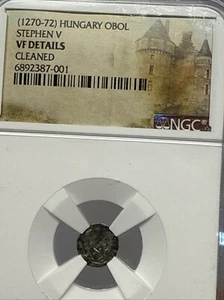 (1270-72) HUNGARY OBOL
STEPHEN V
VF DETAILS
CLEANED
6892387-001
NGC